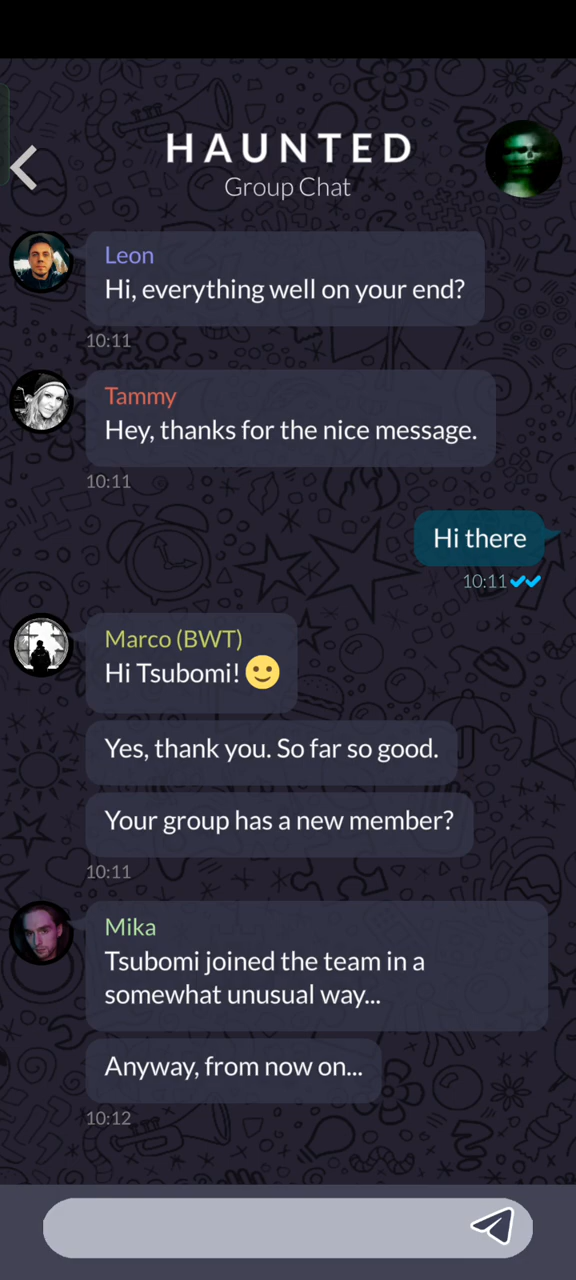 HAUNTED
Group Chat
Leon
Hi, everything well on your end?
10:11
Tammy
Hey, thanks for the nice message.
10:11
Hi there
10:11
Marco (BWT)
Hi Tsubomi! 🙂
Yes, thank you. So far so good.
Your group has a new member?
10:11
Mika
Tsubomi joined the team in a
somewhat unusual way...
Anyway, from now on...
10:12